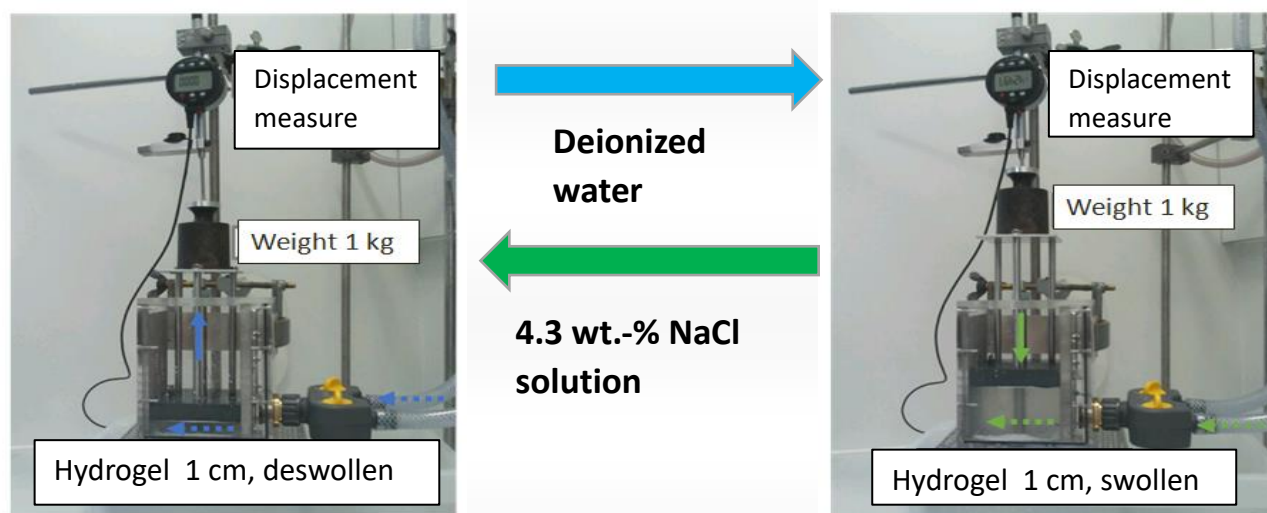 Displacement
measure
Weight 1 kg
Hydrogel 1 cm, deswollen
Deionized
water
4.3 wt.-% NaCl
solution
Displacement
measure
Weight 1 kg
Hydrogel 1 cm, swollen